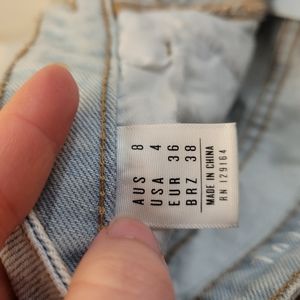 AUS 8
USA 4
EUR 36
BRZ 38
MADE IN CHINA
RN 129164